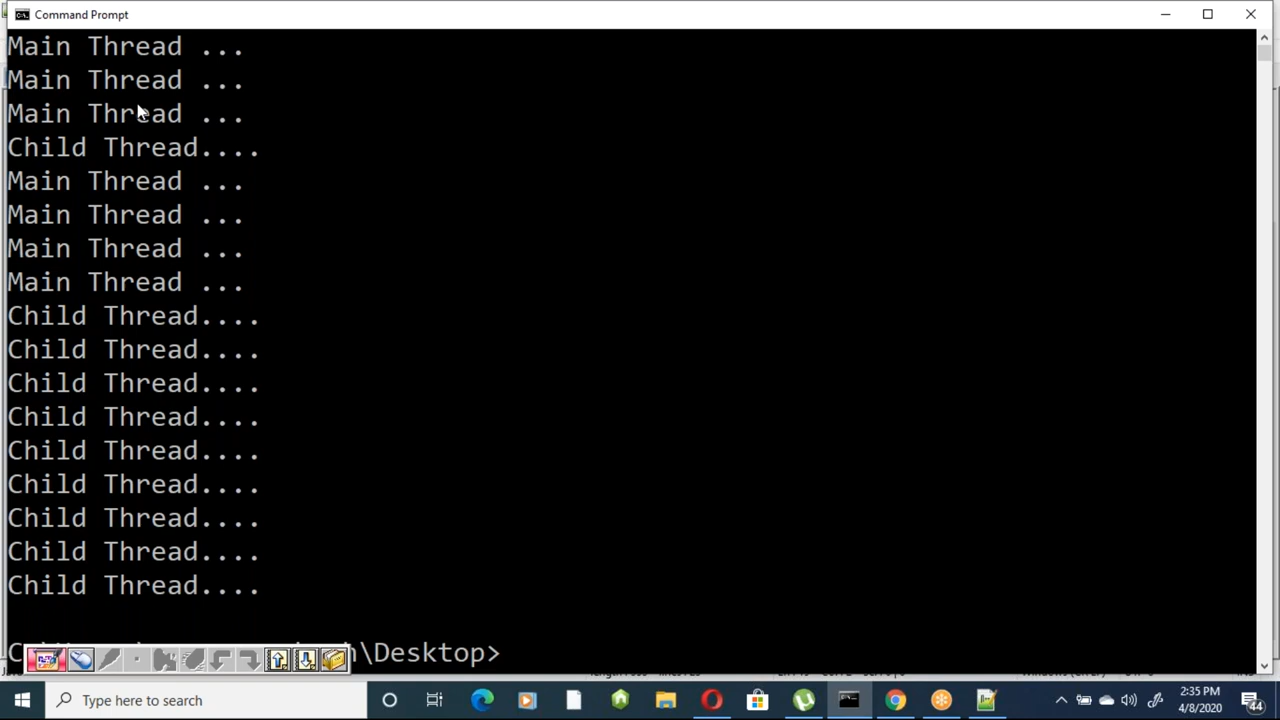 Command Prompt
Main Thread ...
Main Thread ...
Main Thread ...
Child Thread....
Main Thread ...
Main Thread ...
Main Thread ...
Main Thread ...
Child Thread....
Child Thread....
Child Thread....
Child Thread....
Child Thread....
Child Thread....
Child Thread....
Child Thread....
Child Thread....
h\Desktop>
Type here to search
2:35 PM
4/8/2020
44